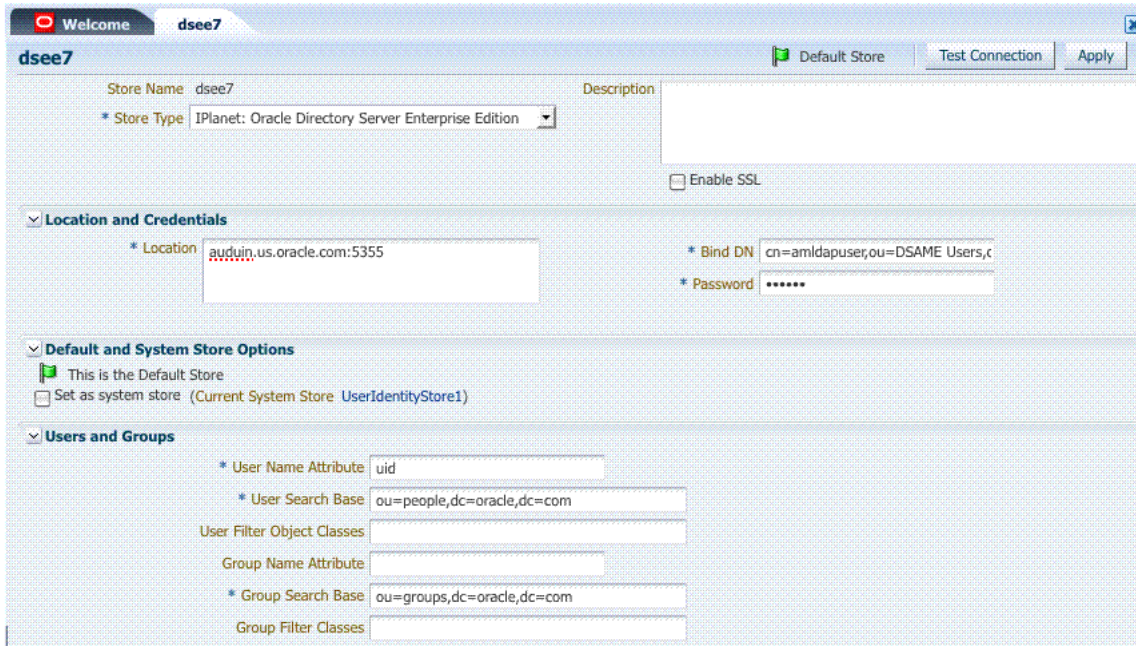 Welcome dsee7
dsee7 Default Store Test Connection Apply
Store Name dsee7 Description
* Store Type IPlanet: Oracle Directory Server Enterprise Edition
Enable SSL
Location and Credentials
* Location auduin.us.oracle.com:5355 * Bind DN cn=amldapuser,ou=DSAME Users,c
* Password ••••••
Default and System Store Options
This is the Default Store
Set as system store (Current System Store UserIdentityStore1)
Users and Groups
* User Name Attribute uid
* User Search Base ou=people,dc=oracle,dc=com
User Filter Object Classes
Group Name Attribute
* Group Search Base ou=groups,dc=oracle,dc=com
Group Filter Classes